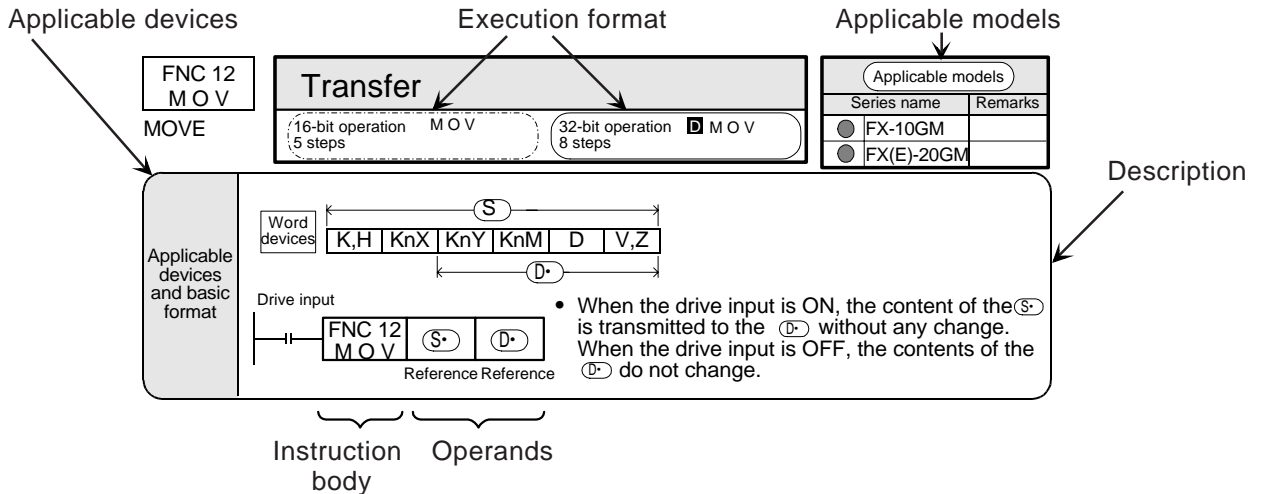 Applicable devices
Execution format
Applicable models
FNC 12
M O V
MOVE
Transfer
16-bit operation M O V
5 steps
32-bit operation D M O V
8 steps
Applicable models
Series name Remarks
FX-10GM
FX(E)-20GM
Description
Applicable
devices
and basic
format
Word
devices
S
K,H KnX KnY KnM D V,Z
D•
Drive input
FNC 12
M O V
S• D•
Reference Reference
• When the drive input is ON, the content of the S•
is transmitted to the D• without any change.
When the drive input is OFF, the contents of the
D• do not change.
Instruction
body
Operands